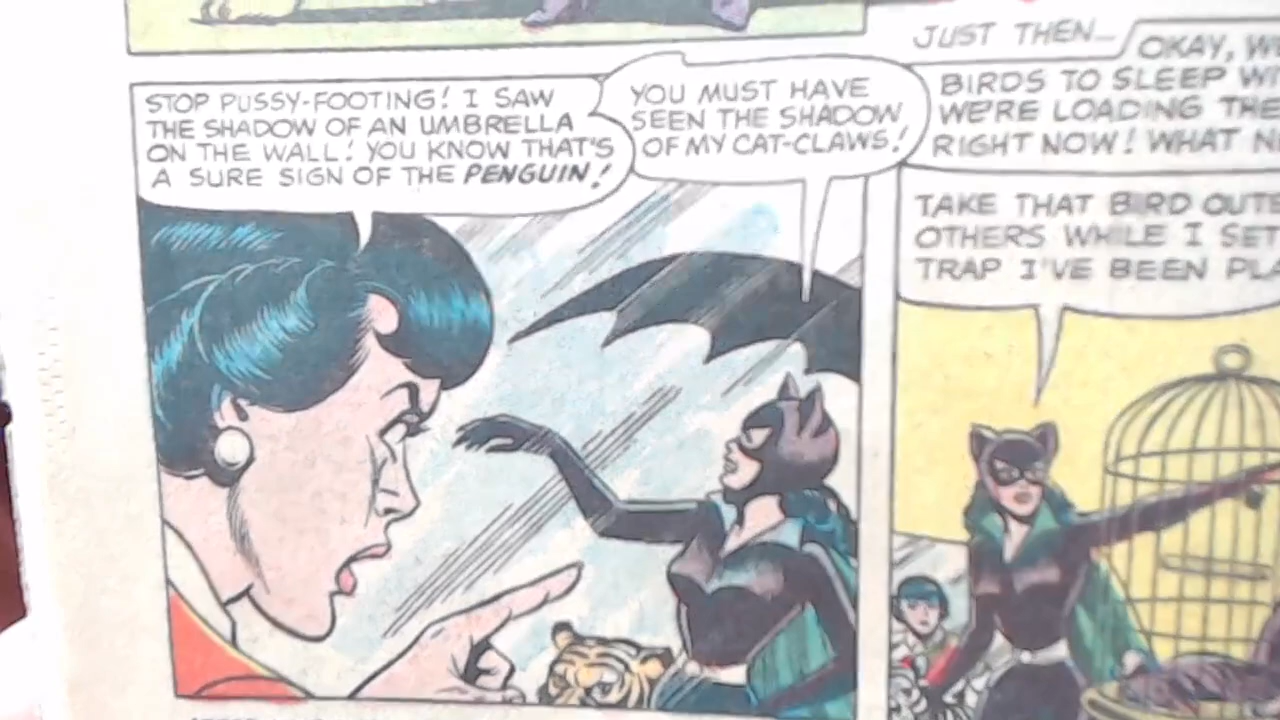 STOP PUSSY-FOOTING! I SAW
THE SHADOW OF AN UMBRELLA
ON THE WALL! YOU KNOW THAT'S
A SURE SIGN OF THE PENGUIN!
YOU MUST HAVE
SEEN THE SHADOW
OF MY CAT-CLAWS!
JUST THEN—
OKAY,
BIRDS TO SLEEP
WE'RE LOADING
RIGHT NOW! WHAT
TAKE THAT BIRD
OTHERS WHILE I SET
TRAP I'VE BEEN